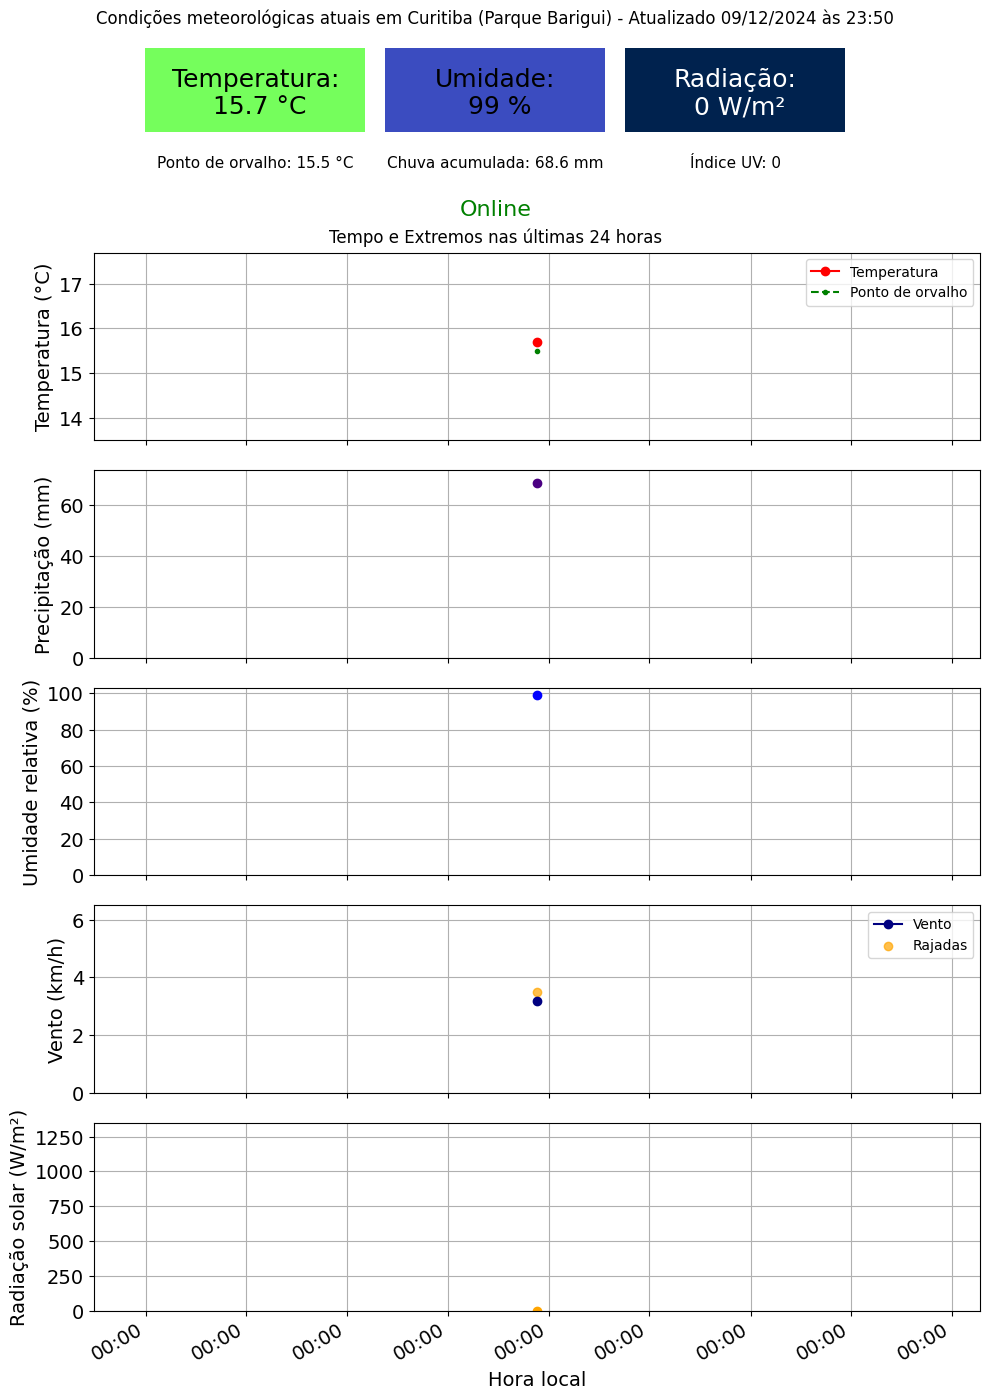 Condições meteorológicas atuais em Curitiba (Parque Barigui) - Atualizado 09/12/2024 às 23:50
Temperatura:
15.7 °C
Umidade:
99 %
Radiação:
0 W/m²
Ponto de orvalho: 15.5 °C
Chuva acumulada: 68.6 mm
Índice UV: 0
Online
Tempo e Extremos nas últimas 24 horas
Temperatura (°C)
17
16
15
14
Temperatura
Ponto de orvalho
Precipitação (mm)
60
40
20
0
Umidade relativa (%)
100
80
60
40
20
0
Vento (km/h)
6
4
2
0
Vento
Rajadas
Radiação solar (W/m²)
1250
1000
750
500
250
0
00:00 00:00 00:00 00:00 00:00 00:00 00:00 00:00 00:00
Hora local